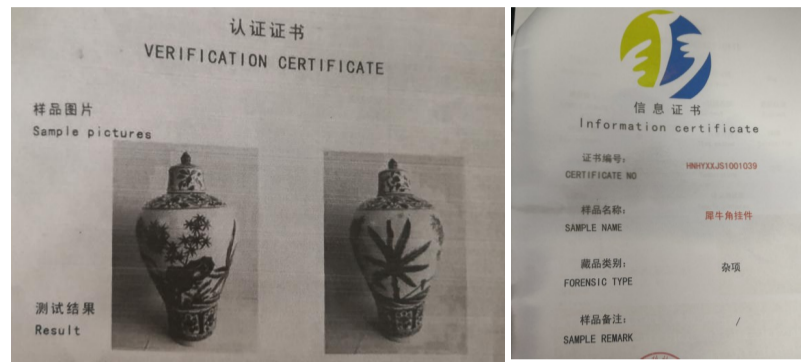 认证证书
VERIFICATION CERTIFICATE
样品图片
Sample pictures
测试结果
Result
信息证书
Information certificate
证书编号：
CERTIFICATE NO
HNHYXXJS1001039
样品名称：
SAMPLE NAME
犀牛角挂件
藏品类别：
FORENSIC TYPE
杂项
样品备注：
SAMPLE REMARK
/